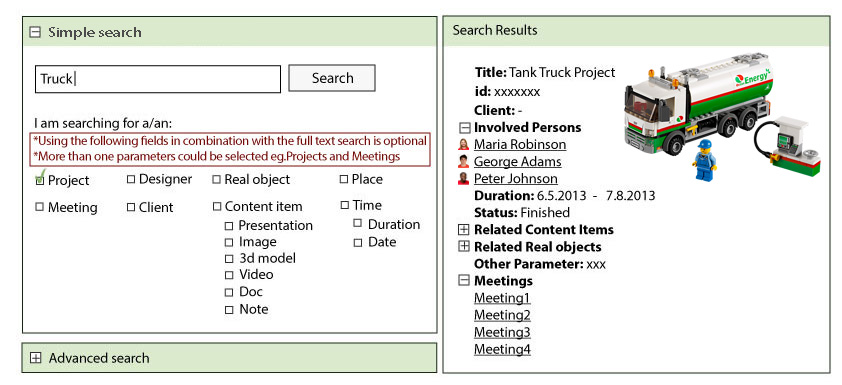 Simple search
Truck
Search
I am searching for a/an:
*Using the following fields in combination with the full text search is optional
*More than one parameters could be selected eg.Projects and Meetings
Project
Designer
Real object
Place
Meeting
Client
Content item
Time
Presentation
Duration
Image
Date
3d model
Video
Doc
Note
Advanced search
Search Results
Title: Tank Truck Project
id: xxxxxxx
Client: -
Involved Persons
Maria Robinson
George Adams
Peter Johnson
Duration: 6.5.2013 - 7.8.2013
Status: Finished
Related Content Items
Related Real objects
Other Parameter: xxx
Meetings
Meeting1
Meeting2
Meeting3
Meeting4
Energy